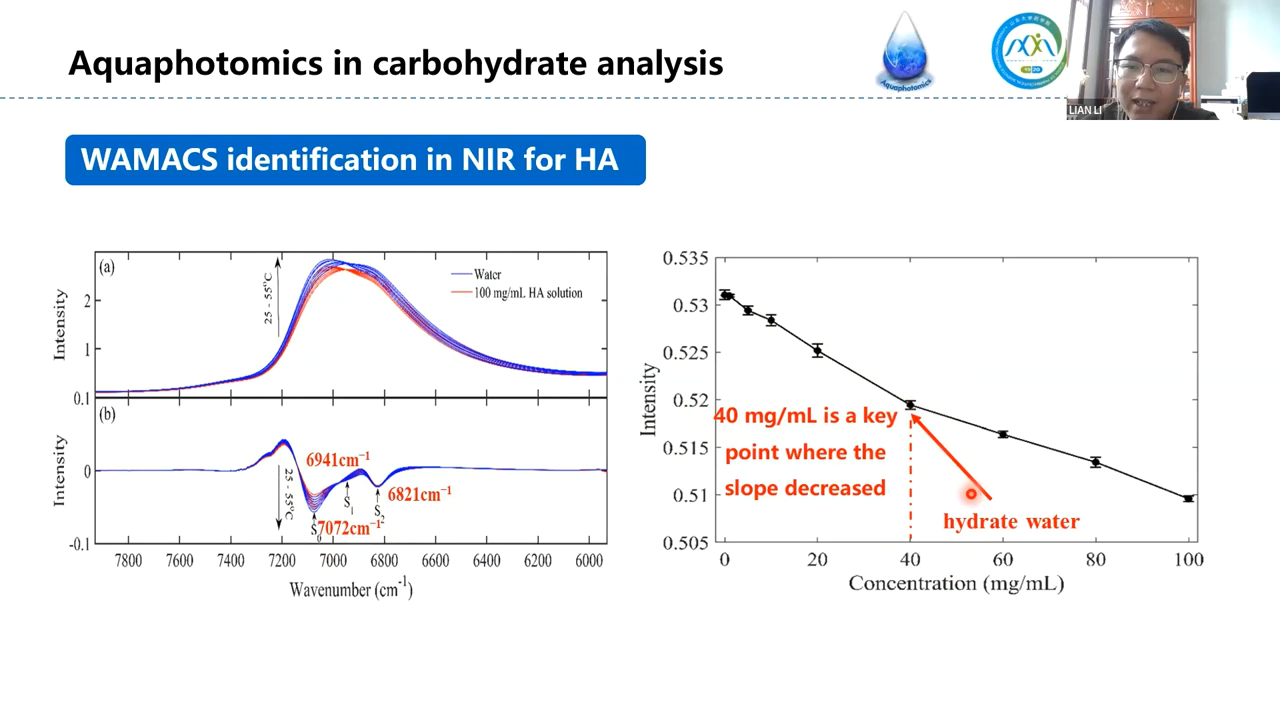 Aquaphotomics in carbohydrate analysis
Aquaphotomics
LIAN LI
WAMACS identification in NIR for HA
(a)
25 - 55°C
Water
100 mg/mL HA solution
Intensity
2
1
0.1
(b)
25 - 55°C
6941cm⁻¹
6821cm⁻¹
7072cm⁻¹
S₀
S₁
S₂
Intensity
0
-0.1
7800 7600 7400 7200 7000 6800 6600 6400 6200 6000
Wavenumber (cm⁻¹)
0.535
0.53
0.525
0.52
0.515
0.51
0.505
Intensity
40 mg/mL is a key
point where the
slope decreased
hydrate water
0 20 40 60 80 100
Concentration (mg/mL)